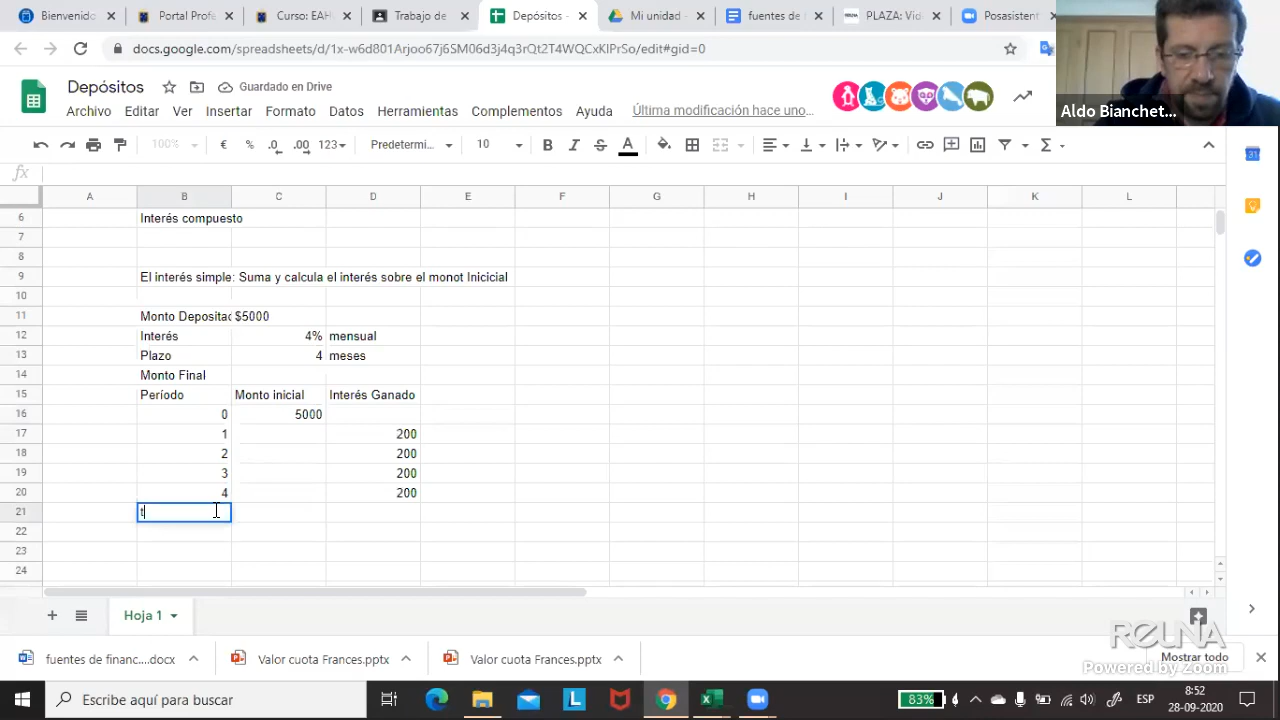 Bienvenido
Portal Profe
Curso: EAH
Trabajo de
Depósitos
Mi unidad -
fuentes de
PLAZA: Vid
Posasistent
docs.google.com/spreadsheets/d/1x-w6d801Arjoo67j6SM06d3j4q3rQt2T4WQCxKlPrSo/edit#gid=0
Depósitos
Guardado en Drive
Archivo Editar Ver Insertar Formato Datos Herramientas Complementos Ayuda Última modificación hace uno...
Aldo Bianchet...
100% € % .0 .00 123 Predetermi... 10 B I S A Σ
fx
A B C D E F G H I J K L
6 Interés compuesto
7
8
9 El interés simple: Suma y calcula el interés sobre el monot Inicicial
10
11 Monto Depositac $5000
12 Interés 4% mensual
13 Plazo 4 meses
14 Monto Final
15 Período Monto inicial Interés Ganado
16 0 5000
17 1 200
18 2 200
19 3 200
20 4 200
21 t
22
23
24
Hoja 1
REUNA
Powered by Zoom
fuentes de financ....docx
Valor cuota Frances.pptx
Valor cuota Frances.pptx
Mostrar todo
Escribe aquí para buscar
83%
ESP
8:52
28-09-2020